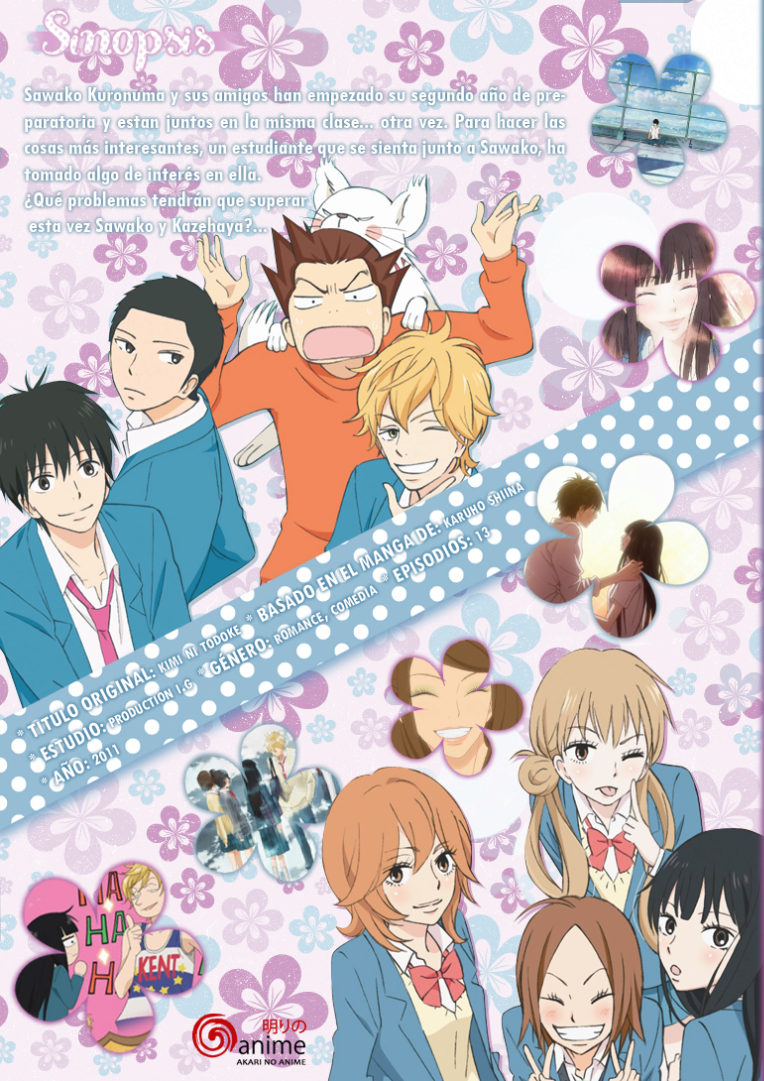 Sinopsis
Sawako Kuronuma y sus amigos han empezado su segundo año de pre-
paratoria y estan juntos en la misma clase... otra vez. Para hacer las
cosas más interesantes, un estudiante que se sienta junto a Sawako, ha
tomado algo de interés en ella.
¿Qué problemas tendrán que superar
esta vez Sawako y Kazehaya?...
* TITULO ORIGINAL: KIMI NI TODOKE * BASADO EN EL MANGA DE: KARUHO SHIINA
* ESTUDIO: PRODUCTION I.G * GÉNERO: ROMANCE, COMEDIA * EPISODIOS: 13
* AÑO: 2011
HA
HA
H
KENT
明りの
anime
AKARI NO ANIME